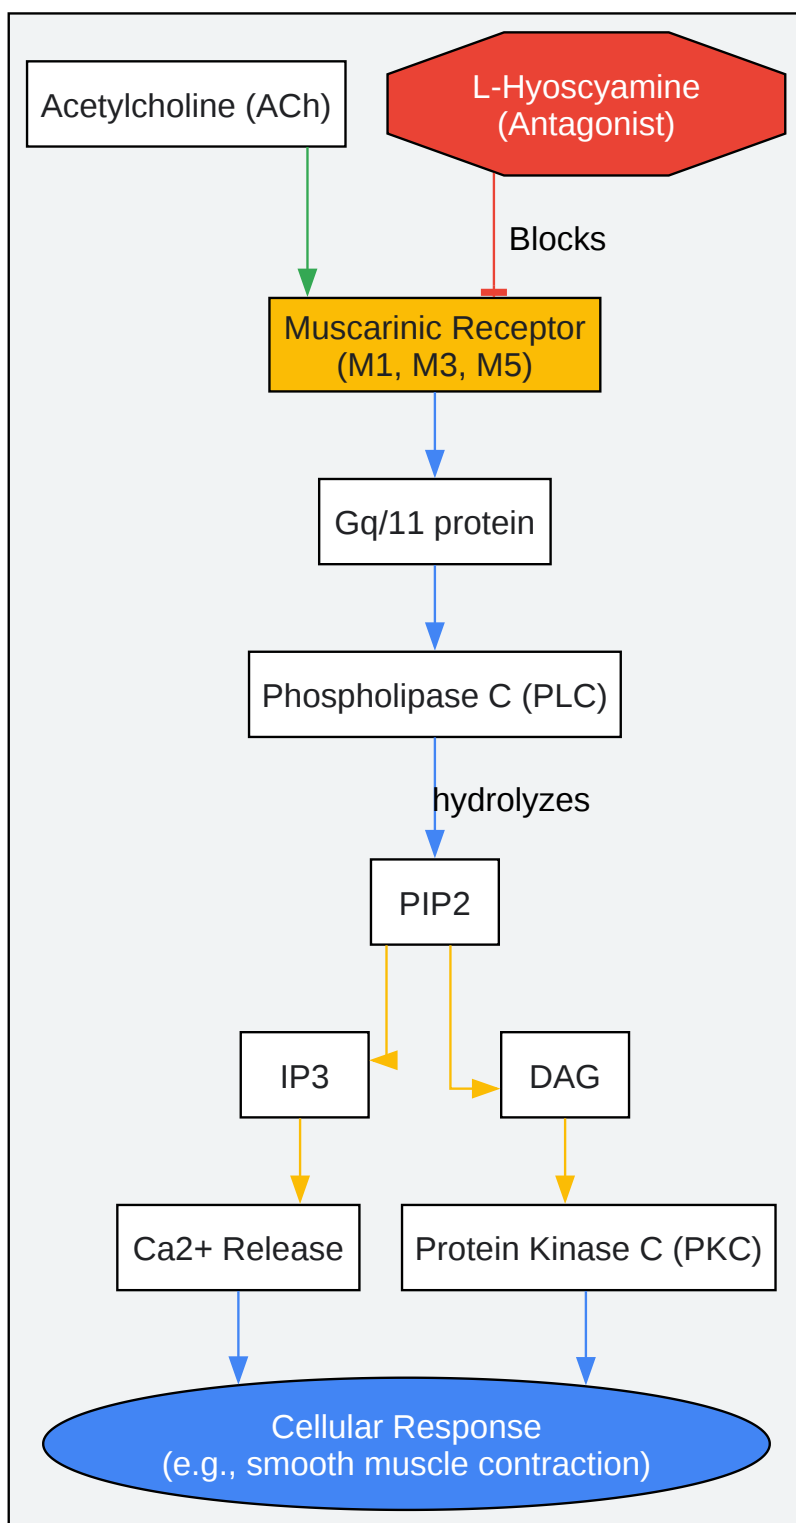 Acetylcholine (ACh)
L-Hyoscyamine
(Antagonist)
Blocks
Muscarinic Receptor
(M1, M3, M5)
Gq/11 protein
Phospholipase C (PLC)
hydrolyzes
PIP2
IP3
DAG
Ca2+ Release
Protein Kinase C (PKC)
Cellular Response
(e.g., smooth muscle contraction)